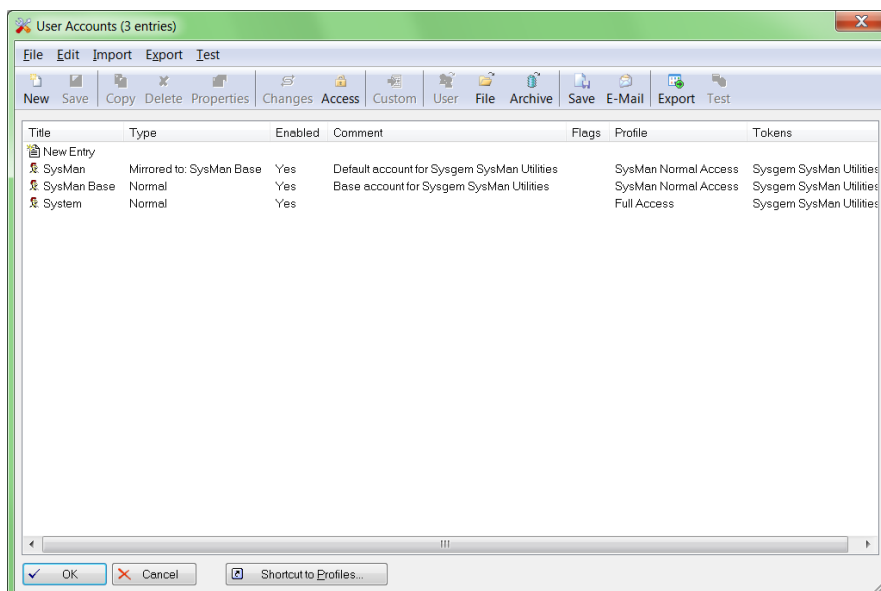 User Accounts (3 entries)
File Edit Import Export Test
New Save Copy Delete Properties Changes Access Custom User File Archive Save E-Mail Export Test
Title Type Enabled Comment Flags Profile Tokens
New Entry
SysMan Mirrored to: SysMan Base Yes Default account for Sysgem SysMan Utilities SysMan Normal Access Sysgem SysMan Utilities
SysMan Base Normal Yes Base account for Sysgem SysMan Utilities SysMan Normal Access Sysgem SysMan Utilities
System Normal Yes Full Access Sysgem SysMan Utilities
OK Cancel Shortcut to Profiles...